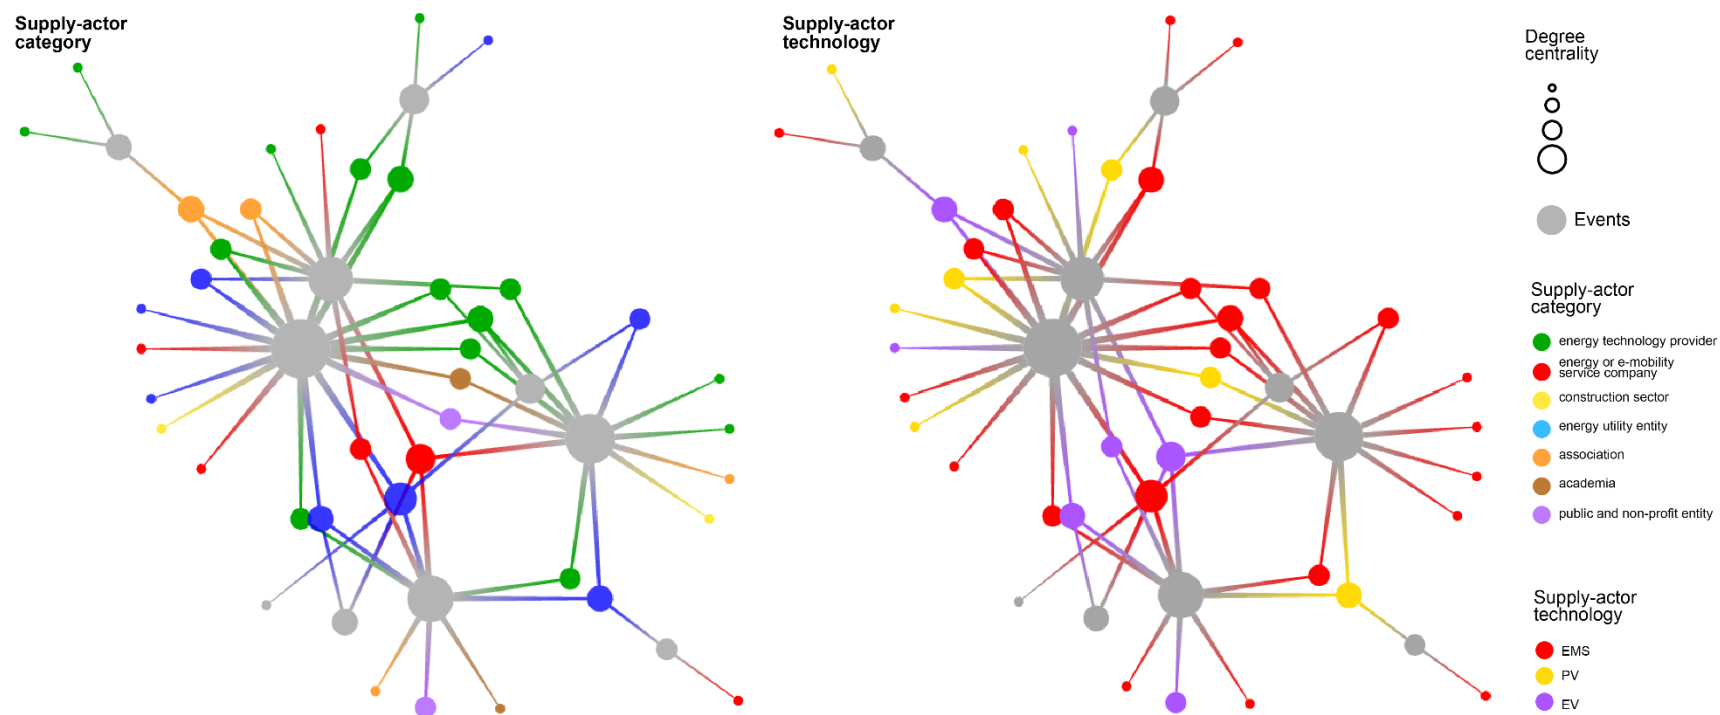 Supply-actor
category
Supply-actor
technology
Degree
centrality
Events
Supply-actor
category
energy technology provider
energy or e-mobility
service company
construction sector
energy utility entity
association
academia
public and non-profit entity
Supply-actor
technology
EMS
PV
EV